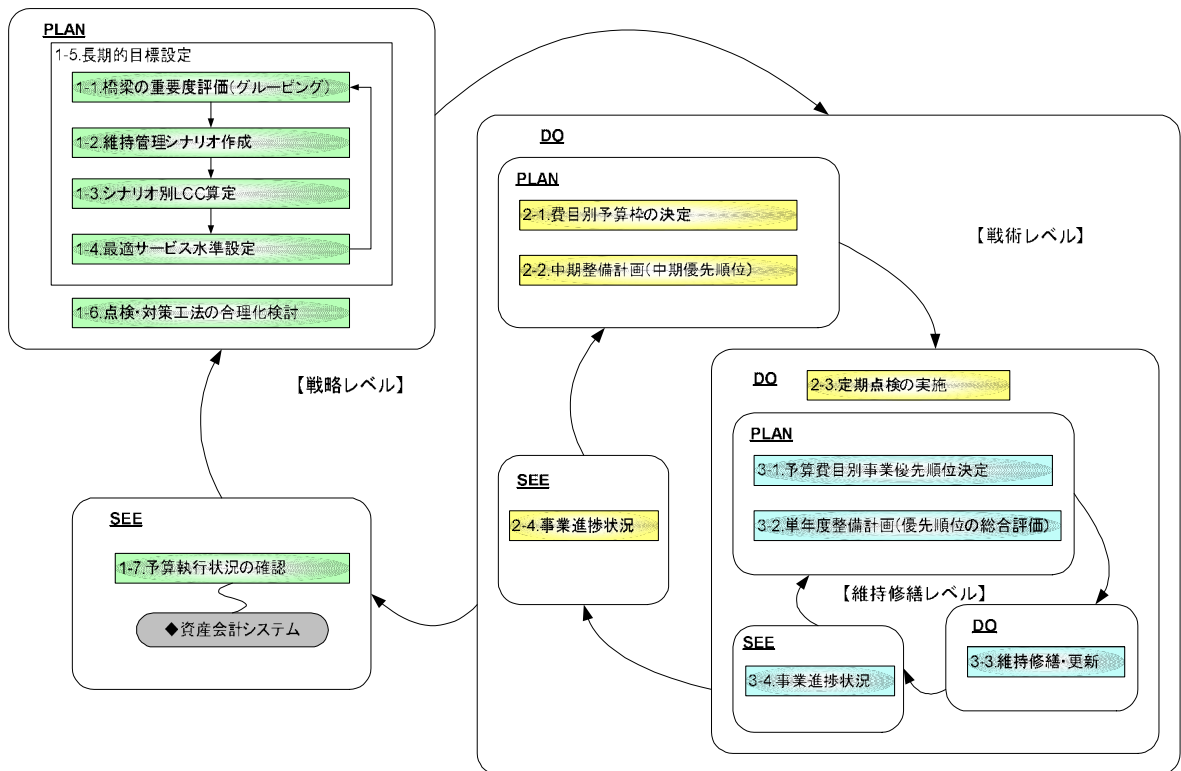 PLAN
1-5.長期的目標設定
1-1.橋梁の重要度評価(グルーピング)
1-2.維持管理シナリオ作成
1-3.シナリオ別LCC算定
1-4.最適サービス水準設定
1-6.点検・対策工法の合理化検討
【戦略レベル】
SEE
1-7.予算執行状況の確認
◆資産会計システム
DO
PLAN
2-1.費目別予算枠の決定
2-2.中期整備計画(中期優先順位)
【戦術レベル】
SEE
2-4.事業進捗状況
DO
2-3.定期点検の実施
PLAN
3-1.予算費目別事業優先順位決定
3-2.単年度整備計画(優先順位の総合評価)
【維持修繕レベル】
DO
3-3.維持修繕・更新
SEE
3-4.事業進捗状況